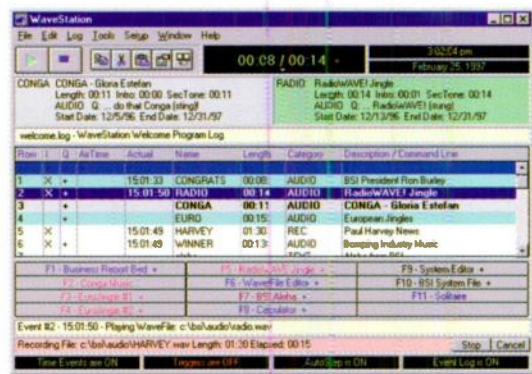 WaveStation
File Edit Log Tools Setup Window Help
00:08 / 00:14
3:02:04 pm
February 25, 1997
CONGA CONGA - Gloria Estefan
Length: 00:11 Intro: 00:00 SecTone: 00:11
AUDIO Q: ... do that Conga (sting)!
Start Date: 12/5/96 End Date: 12/31/97
RADIO RadioWAVE! Jingle
Length: 00:14 Intro: 00:01 SecTone: 00:14
AUDIO Q: ... RadioWAVE! (sung)
Start Date: 12/13/96 End Date: 12/31/97
welcome.log - WaveStation Welcome Program Log
Row I Q AirTime Actual Name Length Category Description / Command Line
1 X + 15:01:33 CONGRATS 00:08: AUDIO BSI President Ron Burley
2 X + 15:01:50 RADIO 00:14 AUDIO RadioWAVE! Jingle
3 + CONGA 00:11 AUDIO CONGA - Gloria Estefan
4 + EURO 00:15: AUDIO European Jingles
5 X 15:01:49 HARVEY 01:30 REC Paul Harvey News
6 X + 15:01:49 WINNER 00:13: AUDIO Bumping Industry Music
F1 - Business Report Bed + F5 - RadioWAVE Jingle + F9 - System Editor +
F2 - Conga Music F6 - WaveFile Editor + F10 - BSI System File +
F3 - EuroJingle #1 + F7 - BSI Aloha + F11 - Solitaire
F4 - EuroJingle #2 + F8 - Calculator +
Event #2 - 15:01:50 - Playing WaveFile: c:\bsi\audio\radio.wav
Recording File: c:\bsi\audio\HARVEY.wav Length: 01:30 Elapsed: 00:15 Stop Cancel
Time Events are ON Triggers are OFF AutoStep is ON Event Log is ON